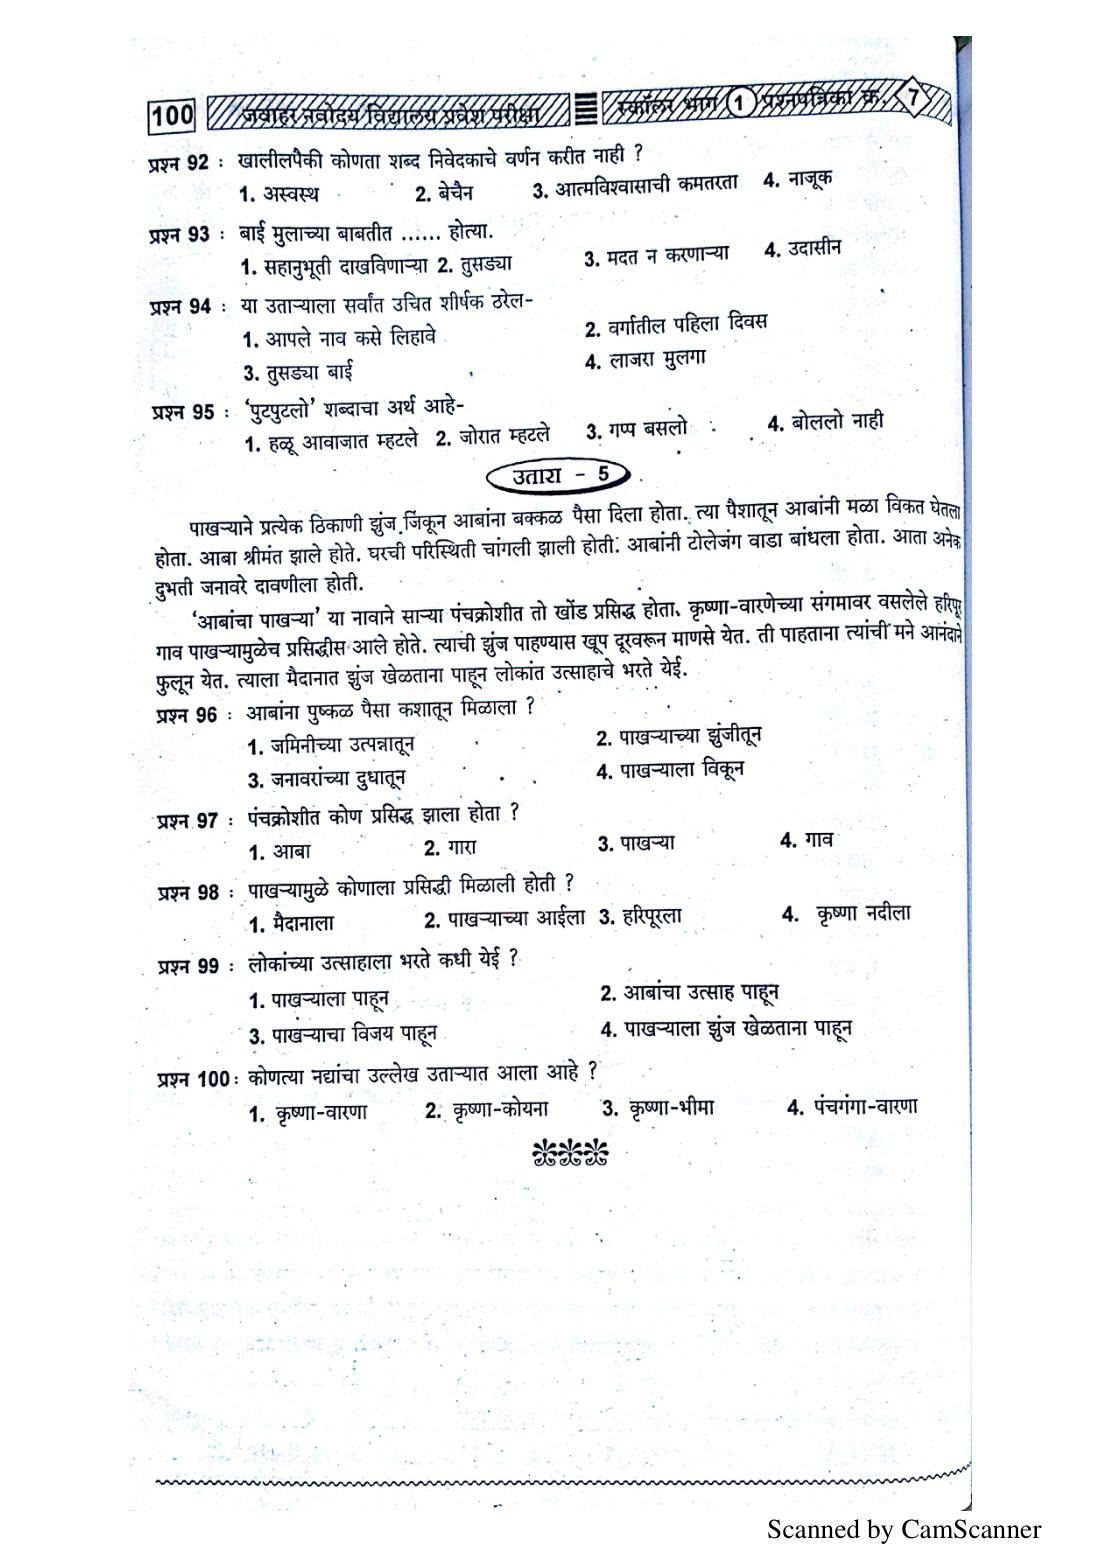 100 जवाहर नवोदय विद्यालय प्रवेश परीक्षा स्कॉलर भाग 1 प्रश्नपत्रिका क्र. 7
प्रश्न 92 : खालीलपैकी कोणता शब्द निवेदकाचे वर्णन करीत नाही ?
1. अस्वस्थ 2. बेचैन 3. आत्मविश्वासाची कमतरता 4. नाजूक
प्रश्न 93 : बाई मुलाच्या बाबतीत ...... होत्या.
1. सहानुभूती दाखविणाऱ्या 2. तुसड्या 3. मदत न करणाऱ्या 4. उदासीन
प्रश्न 94 : या उताऱ्याला सर्वांत उचित शीर्षक ठरेल-
1. आपले नाव कसे लिहावे 2. वर्गातील पहिला दिवस
3. तुसड्या बाई 4. लाजरा मुलगा
प्रश्न 95 : ‘पुटपुटलो’ शब्दाचा अर्थ आहे-
1. हळू आवाजात म्हटले 2. जोरात म्हटले 3. गप्प बसलो 4. बोललो नाही
उतारा - 5
पाखऱ्याने प्रत्येक ठिकाणी झुंज जिंकून आबांना बक्कळ पैसा दिला होता. त्या पैशातून आबांनी मळा विकत घेतला
होता. आबा श्रीमंत झाले होते. घरची परिस्थिती चांगली झाली होती. आबांनी टोलेजंग वाडा बांधला होता. आता अनेक
दुभती जनावरे दावणीला होती.
‘आबांचा पाखऱ्या’ या नावाने साऱ्या पंचक्रोशीत तो खोंड प्रसिद्ध होता. कृष्णा-वारणेच्या संगमावर वसलेले हरिपूर
गाव पाखऱ्यामुळेच प्रसिद्धीस आले होते. त्याची झुंज पाहण्यास खूप दूरवरून माणसे येत. ती पाहताना त्यांची मने आनंदाने
फुलून येत. त्याला मैदानात झुंज खेळताना पाहून लोकांत उत्साहाचे भरते येई.
प्रश्न 96 : आबांना पुष्कळ पैसा कशातून मिळाला ?
1. जमिनीच्या उत्पन्नातून 2. पाखऱ्याच्या झुंजीतून
3. जनावरांच्या दुधातून 4. पाखऱ्याला विकून
प्रश्न 97 : पंचक्रोशीत कोण प्रसिद्ध झाला होता ?
1. आबा 2. गारा 3. पाखऱ्या 4. गाव
प्रश्न 98 : पाखऱ्यामुळे कोणाला प्रसिद्धी मिळाली होती ?
1. मैदानाला 2. पाखऱ्याच्या आईला 3. हरिपूरला 4. कृष्णा नदीला
प्रश्न 99 : लोकांच्या उत्साहाला भरते कधी येई ?
1. पाखऱ्याला पाहून 2. आबांचा उत्साह पाहून
3. पाखऱ्याचा विजय पाहून 4. पाखऱ्याला झुंज खेळताना पाहून
प्रश्न 100 : कोणत्या नद्यांचा उल्लेख उताऱ्यात आला आहे ?
1. कृष्णा-वारणा 2. कृष्णा-कोयना 3. कृष्णा-भीमा 4. पंचगंगा-वारणा
Scanned by CamScanner